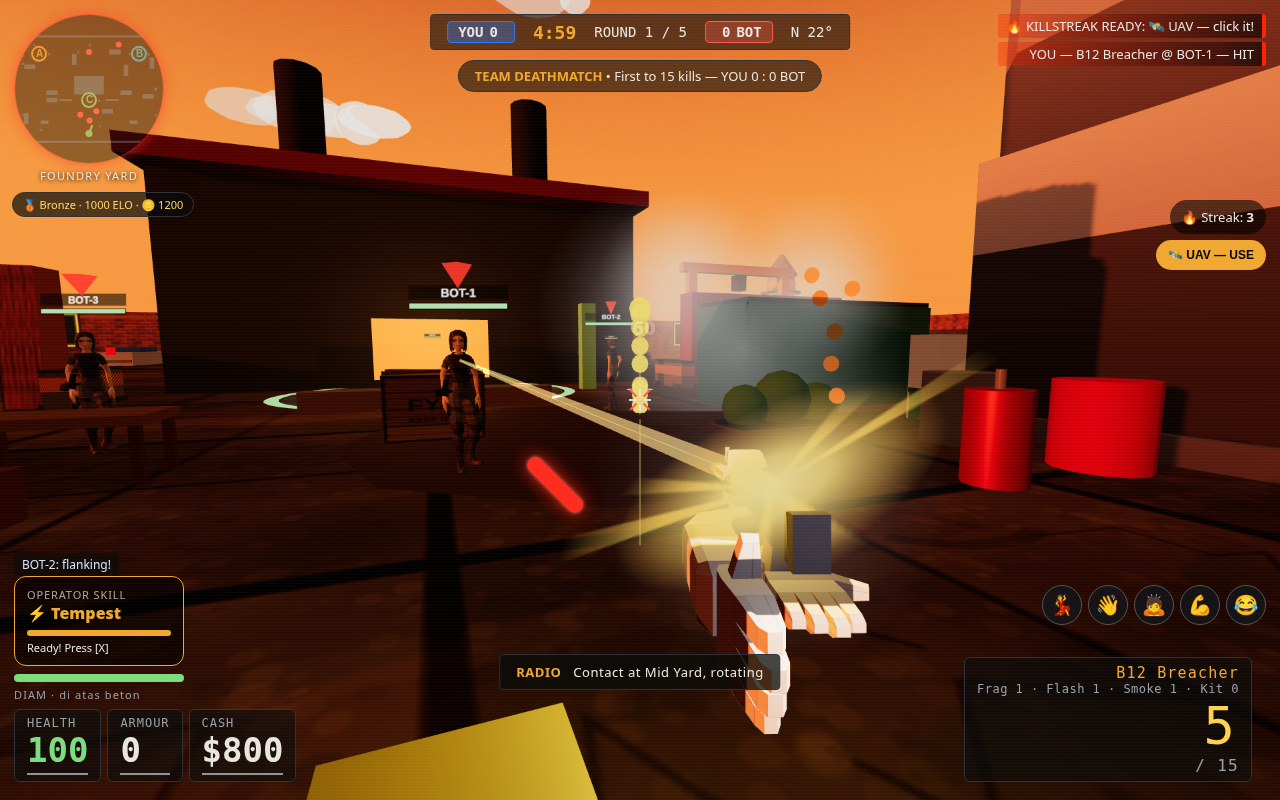 YOU 0 4:59 ROUND 1 / 5 0 BOT N 22°
TEAM DEATHMATCH • First to 15 kills — YOU 0 : 0 BOT
🔥 KILLSTREAK READY: 🛰️ UAV — click it!
YOU — B12 Breacher @ BOT-1 — HIT
A
B
C
FOUNDRY YARD
🥉 Bronze · 1000 ELO · 🪙 1200
🔥 Streak: 3
🛰️ UAV — USE
BOT-3
BOT-1
BOT-2
60
BOT-2: flanking!
OPERATOR SKILL
⚡ Tempest
Ready! Press [X]
DIAM · di atas beton
HEALTH ARMOUR CASH
100 0 $800
RADIO Contact at Mid Yard, rotating
B12 Breacher
Frag 1 · Flash 1 · Smoke 1 · Kit 0
5
/ 15